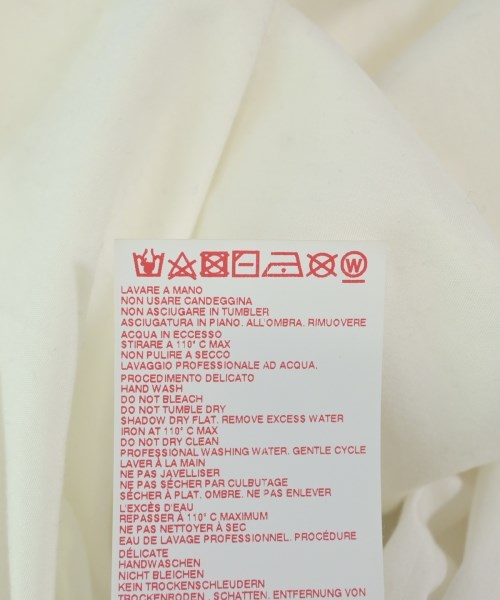 W
LAVARE A MANO
NON USARE CANDEGGINA
NON ASCIUGARE IN TUMBLER
ASCIUGATURA IN PIANO. ALL'OMBRA. RIMUOVERE
ACQUA IN ECCESSO
STIRARE A 110° C MAX
NON PULIRE A SECCO
LAVAGGIO PROFESSIONALE AD ACQUA.
PROCEDIMENTO DELICATO
HAND WASH
DO NOT BLEACH
DO NOT TUMBLE DRY
SHADOW DRY FLAT. REMOVE EXCESS WATER
IRON AT 110° C MAX
DO NOT DRY CLEAN
PROFESSIONAL WASHING WATER. GENTLE CYCLE
LAVER À LA MAIN
NE PAS JAVELLISER
NE PAS SÉCHER PAR CULBUTAGE
SÉCHER À PLAT. OMBRE. NE PAS ENLEVER
L'EXCÈS D'EAU
REPASSER À 110° C MAXIMUM
NE PAS NETTOYER À SEC
EAU DE LAVAGE PROFESSIONNEL. PROCÉDURE
DÉLICATE
HANDWASCHEN
NICHT BLEICHEN
KEIN TROCKENSCHLEUDERN
TROCKENBODEN . SCHATTEN. ENTFERNUNG VON